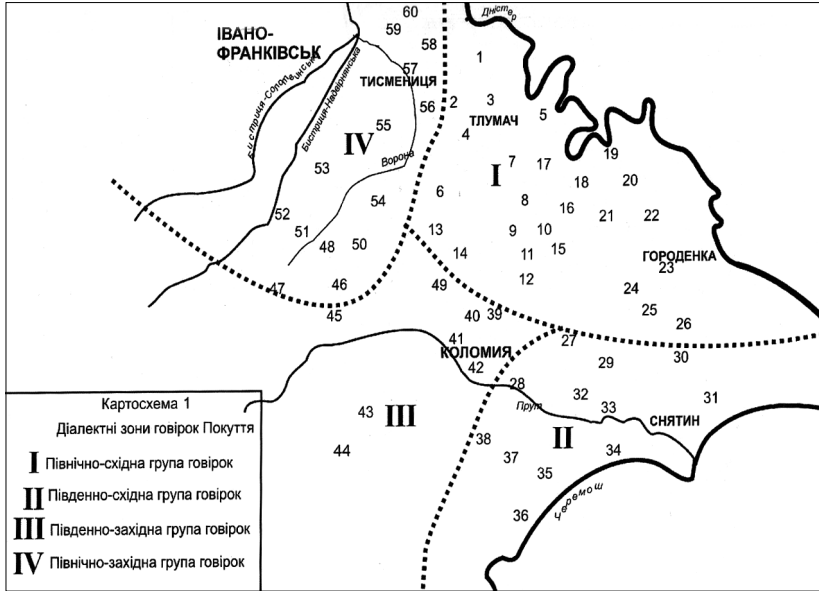 60
59
58
57
ІВАНО-
ФРАНКІВСЬК
Дністер
1
ТИСМЕНИЦЯ
Бистриця-Солотвинська
Бистриця-Надвірнянська
56
2
3
5
ТЛУМАЧ
4
55
IV
Ворона
53
I
7
17
19
18
20
6
54
8
16
21
22
52
51
48
50
13
9
10
14
11
15
ГОРОДЕНКА
23
47
46
49
12
24
45
40
39
25
26
41
КОЛОМИЯ
42
27
29
30
28
Прут
32
33
31
СНЯТИН
43
III
44
38
II
37
34
35
36
Черемош
Картосхема 1
Діалектні зони говірок Покуття
I Північно-східна група говірок
II Південно-східна група говірок
III Південно-західна група говірок
IV Північно-західна група говірок